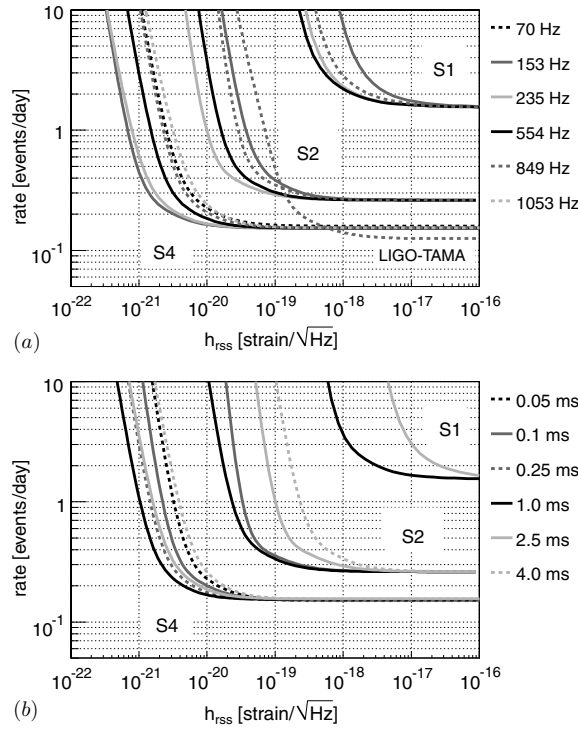 10
1
10⁻¹
rate [events/day]
S1
S2
S4
LIGO-TAMA
10⁻²² 10⁻²¹ 10⁻²⁰ 10⁻¹⁹ 10⁻¹⁸ 10⁻¹⁷ 10⁻¹⁶
h_rss [strain/√Hz]
(a)
70 Hz
153 Hz
235 Hz
554 Hz
849 Hz
1053 Hz
10
1
10⁻¹
rate [events/day]
S1
S2
S4
10⁻²² 10⁻²¹ 10⁻²⁰ 10⁻¹⁹ 10⁻¹⁸ 10⁻¹⁷ 10⁻¹⁶
h_rss [strain/√Hz]
(b)
0.05 ms
0.1 ms
0.25 ms
1.0 ms
2.5 ms
4.0 ms